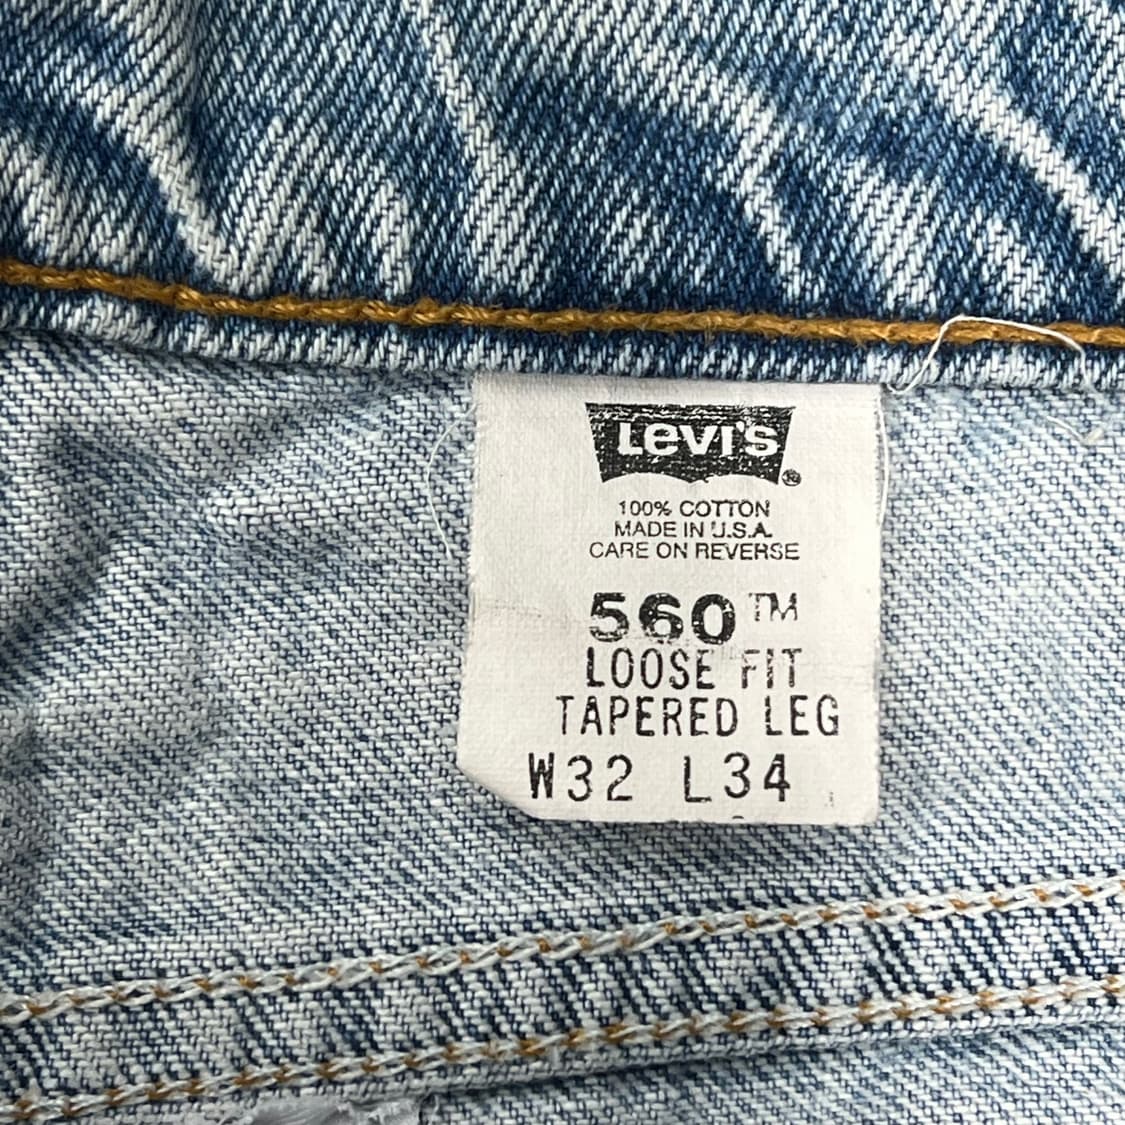 Levi's®
100% COTTON
MADE IN U.S.A.
CARE ON REVERSE
560™
LOOSE FIT
TAPERED LEG
W32 L34